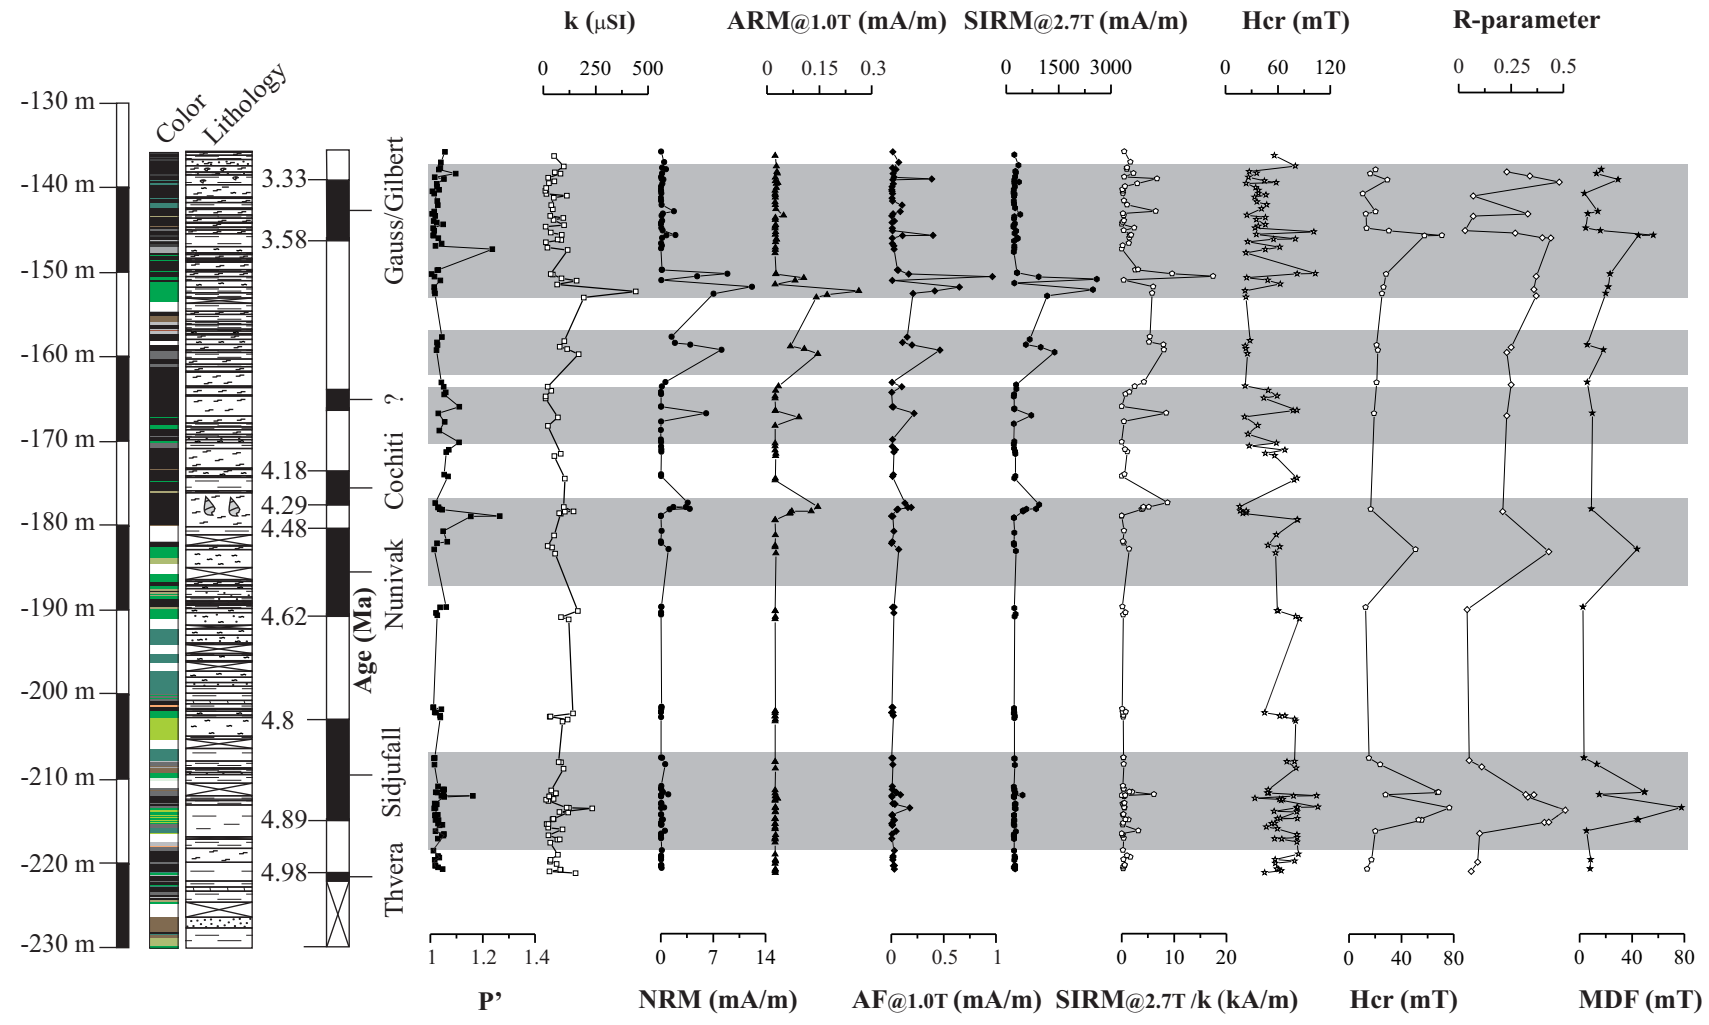 k (μSI) ARM@1.0T (mA/m) SIRM@2.7T (mA/m) Hcr (mT) R-parameter
0 250 500 0 0.15 0.3 0 1500 3000 0 60 120 0 0.25 0.5
Color
Lithology
-130 m
-140 m
-150 m
-160 m
-170 m
-180 m
-190 m
-200 m
-210 m
-220 m
-230 m
3.33
3.58
4.18
4.29
4.48
4.62
4.8
4.89
4.98
Age (Ma)
Gauss/Gilbert
?
Cochiti
Nunivak
Sidjufall
Thvera
1 1.2 1.4 0 7 14 0 0.5 1 0 10 20 0 40 80 0 40 80
P’ NRM (mA/m) AF@1.0T (mA/m) SIRM@2.7T /k (kA/m) Hcr (mT) MDF (mT)